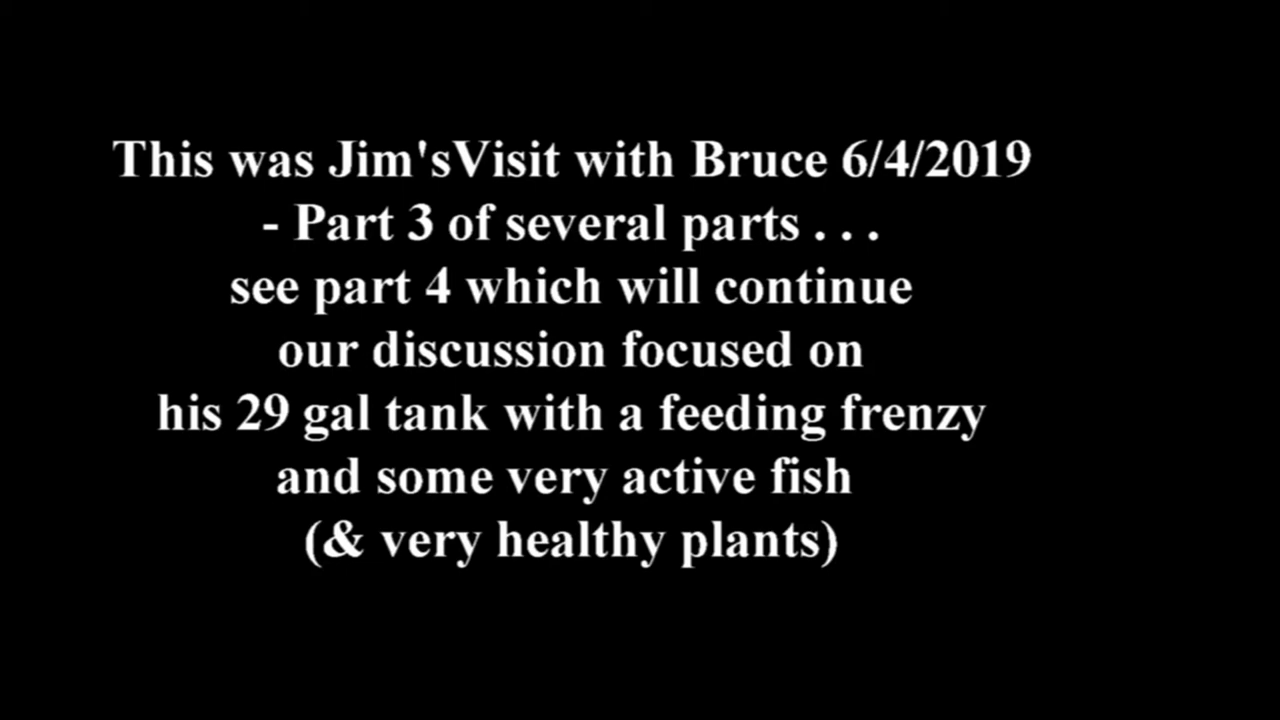 This was Jim'sVisit with Bruce 6/4/2019
- Part 3 of several parts . . .
see part 4 which will continue
our discussion focused on
his 29 gal tank with a feeding frenzy
and some very active fish
(& very healthy plants)